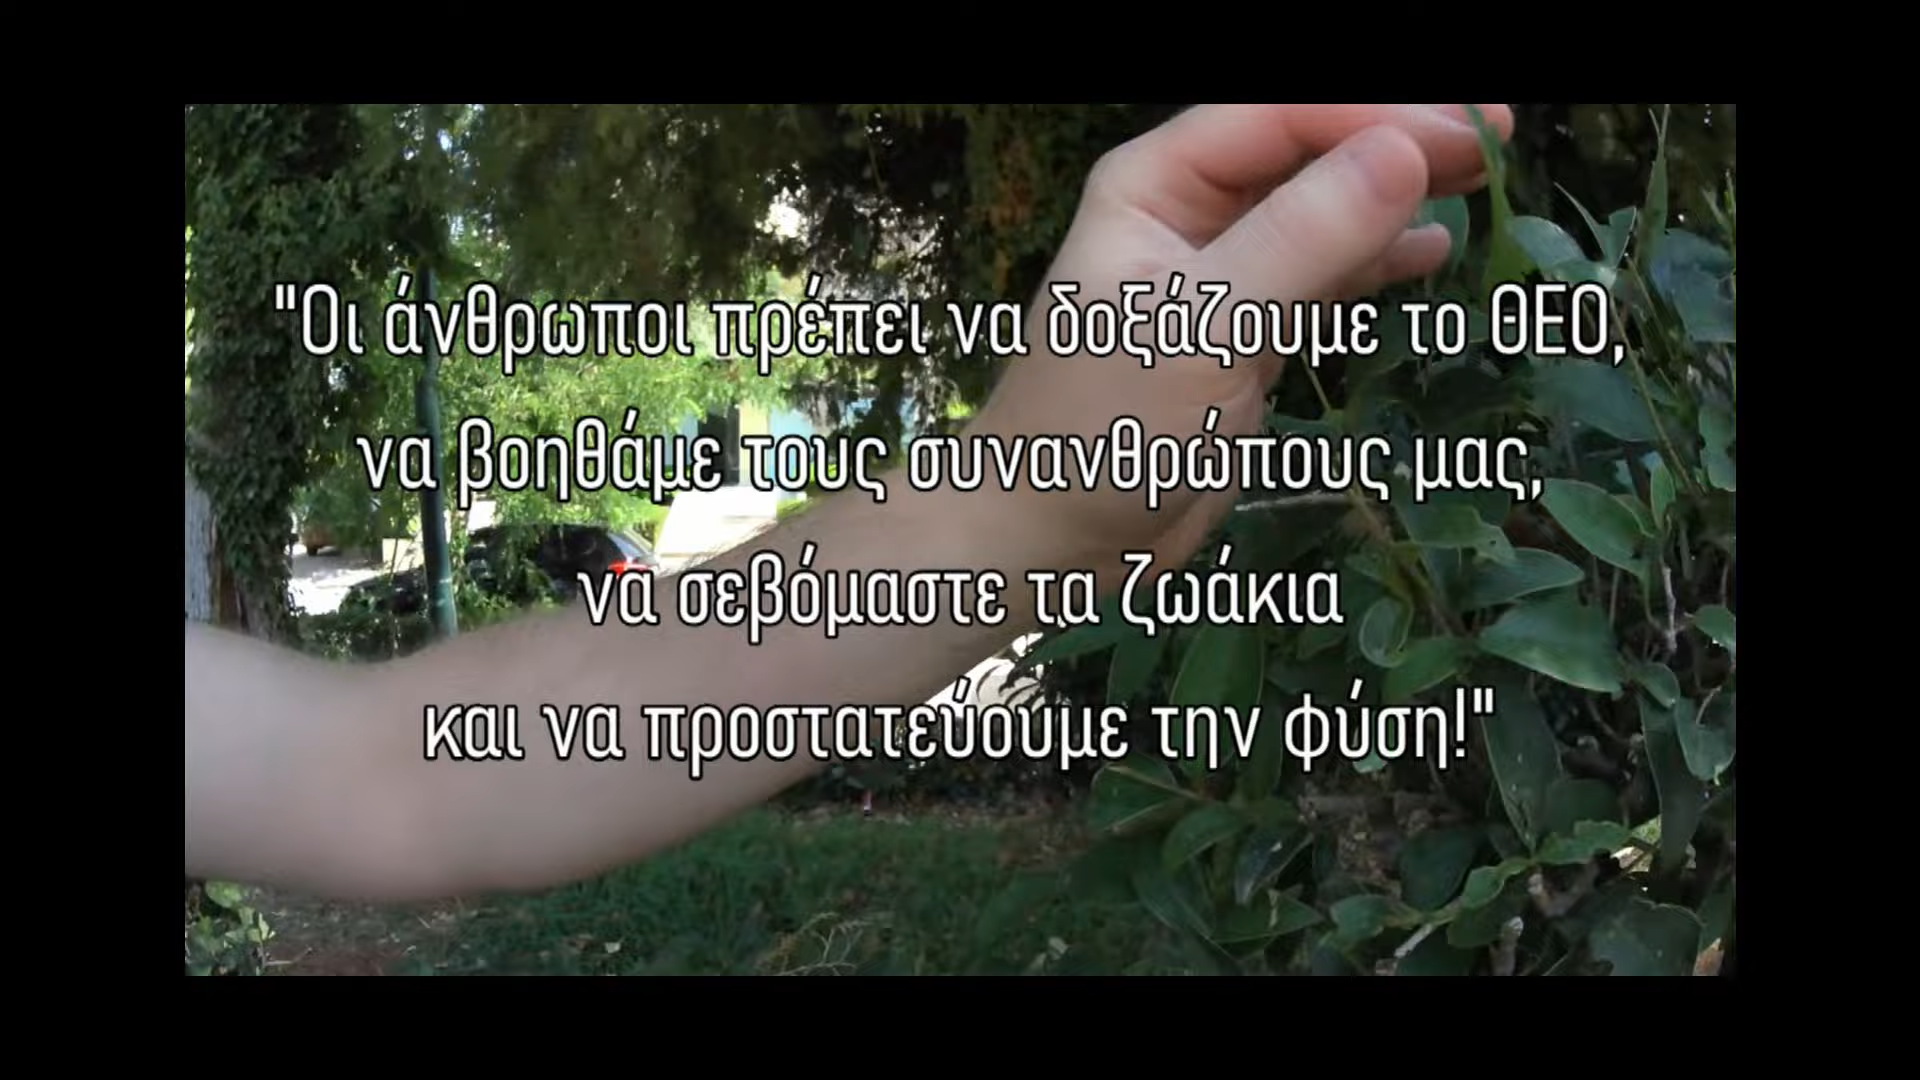 "Οι άνθρωποι πρέπει να δοξάζουμε το ΘΕΟ,
να βοηθάμε τους συνανθρώπους μας,
να σεβόμαστε τα ζωάκια
και να προστατεύουμε την φύση!"